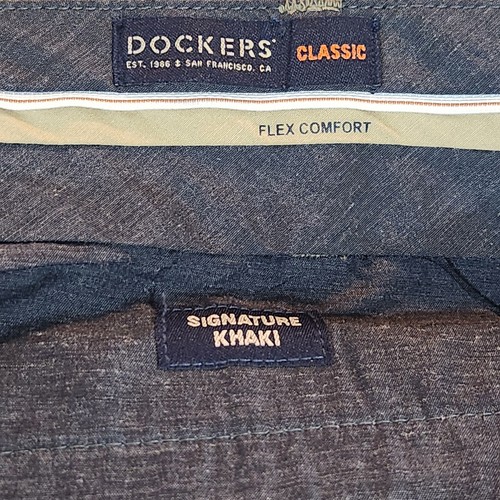 DOCKERS® CLASSIC
EST. 1986 ⚓ SAN FRANCISCO, CA
FLEX COMFORT
SIGNATURE
KHAKI